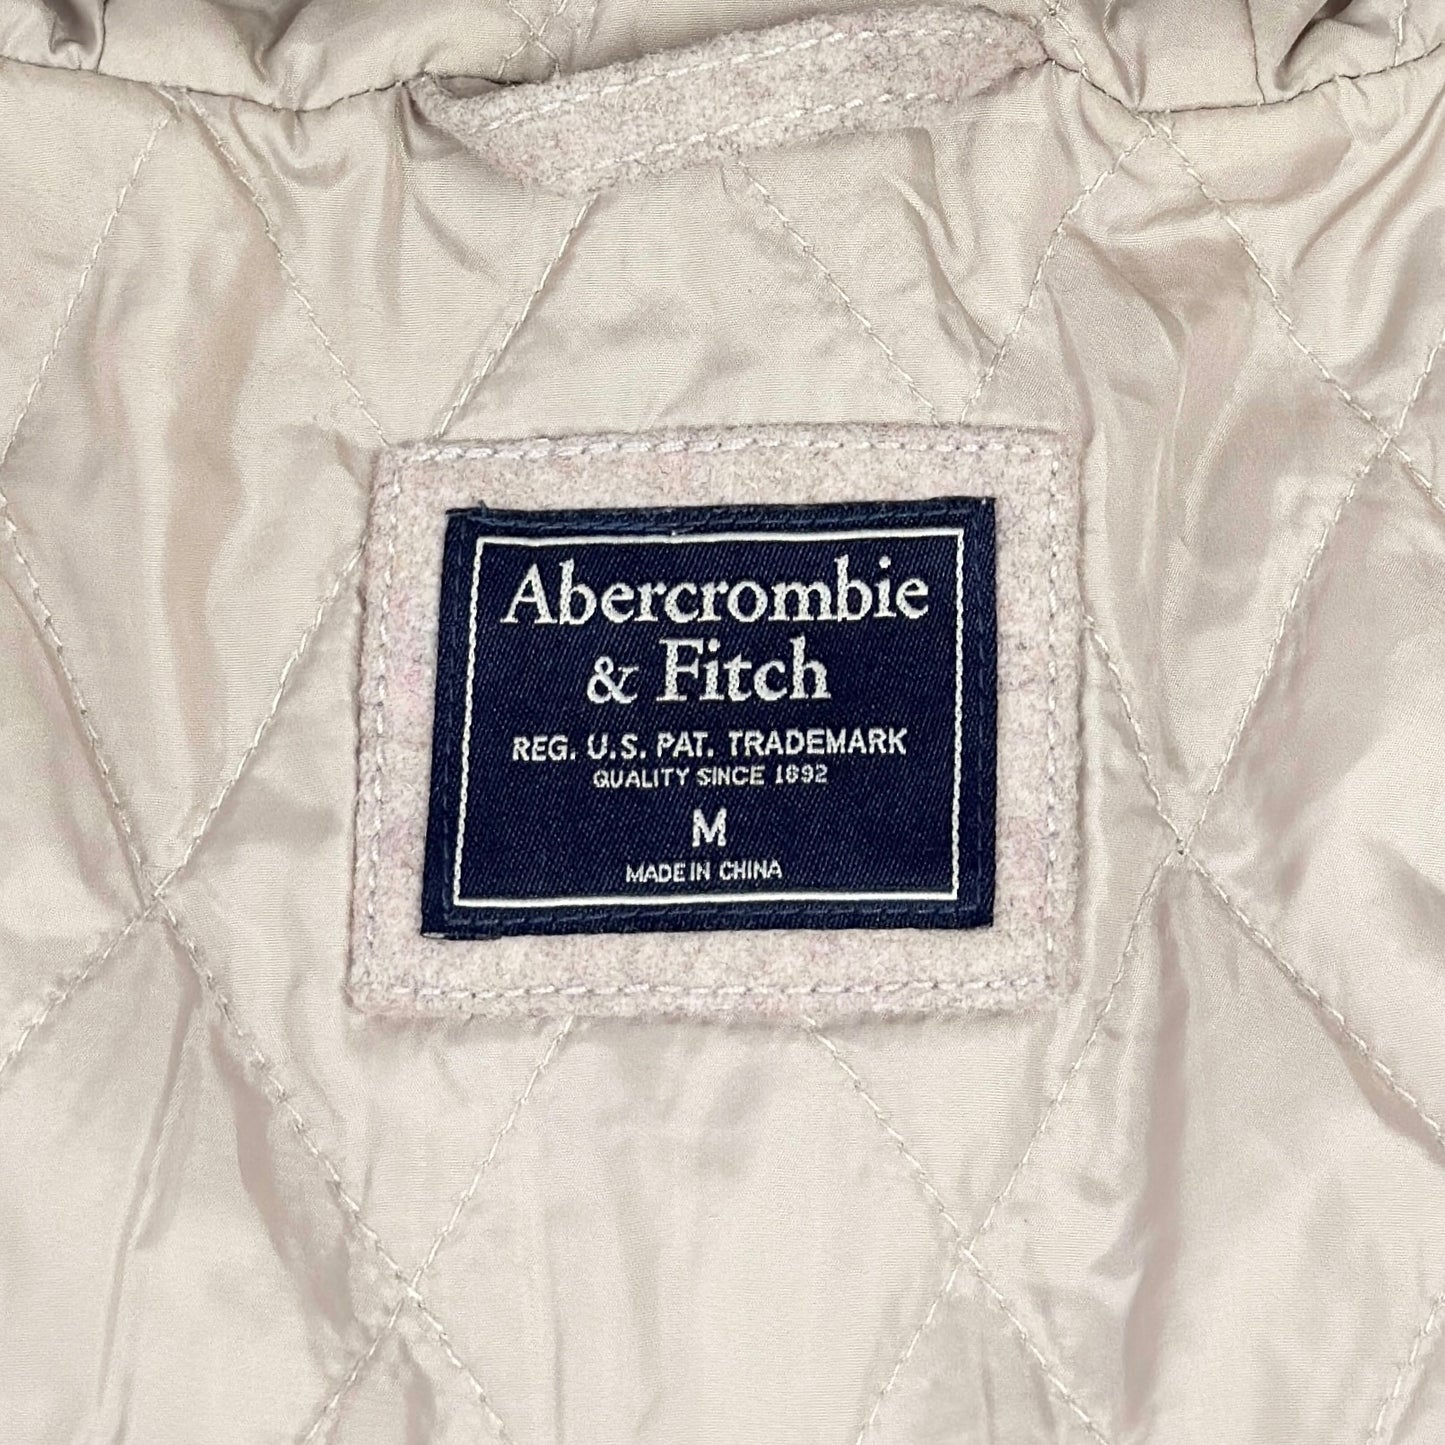 Abercrombie
& Fitch
REG. U.S. PAT. TRADEMARK
QUALITY SINCE 1892
M
MADE IN CHINA